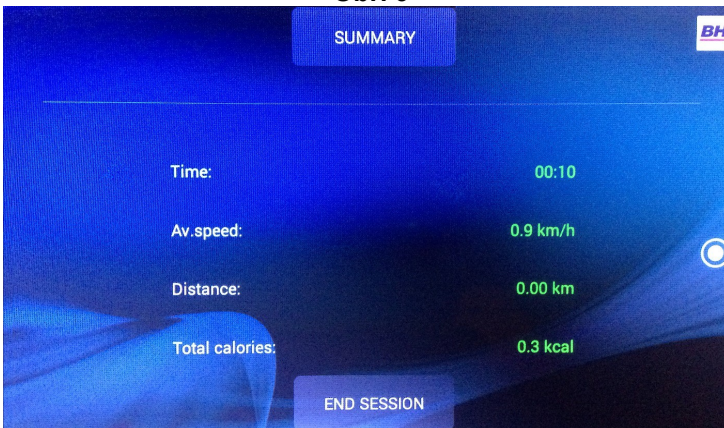 SUMMARY
BH
Time: 00:10
Av.speed: 0.9 km/h
Distance: 0.00 km
Total calories: 0.3 kcal
END SESSION